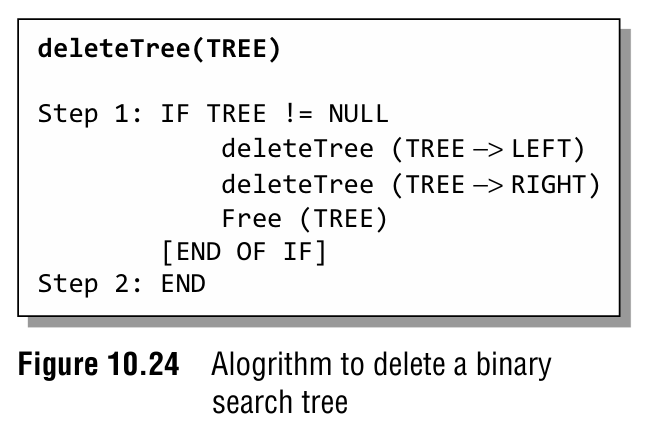 deleteTree(TREE)
Step 1: IF TREE != NULL
deleteTree (TREE –> LEFT)
deleteTree (TREE –> RIGHT)
Free (TREE)
[END OF IF]
Step 2: END
Figure 10.24 Alogrithm to delete a binary
search tree